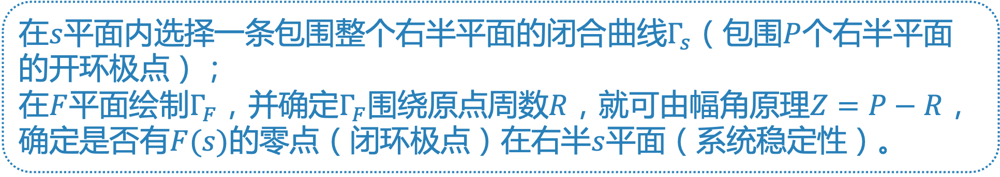 在s平面内选择一条包围整个右半平面的闭合曲线Γₛ（包围P个右半平面
的开环极点）；
在F平面绘制Γ_F，并确定Γ_F围绕原点周数R，就可由幅角原理Z = P − R，
确定是否有F(s)的零点（闭环极点）在右半s平面（系统稳定性）。